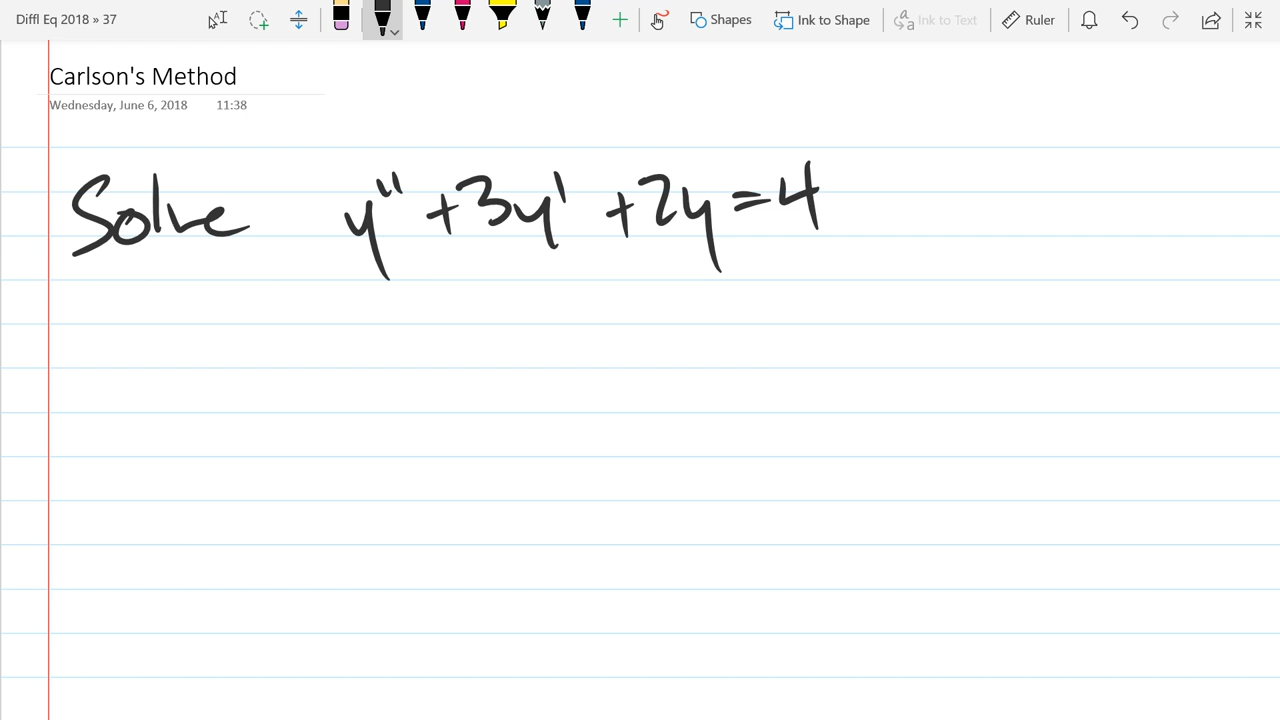 Diffl Eq 2018 » 37 Shapes Ink to Shape Ink to Text Ruler
Carlson's Method
Wednesday, June 6, 2018 11:38
Solve y'' + 3y' + 2y = 4